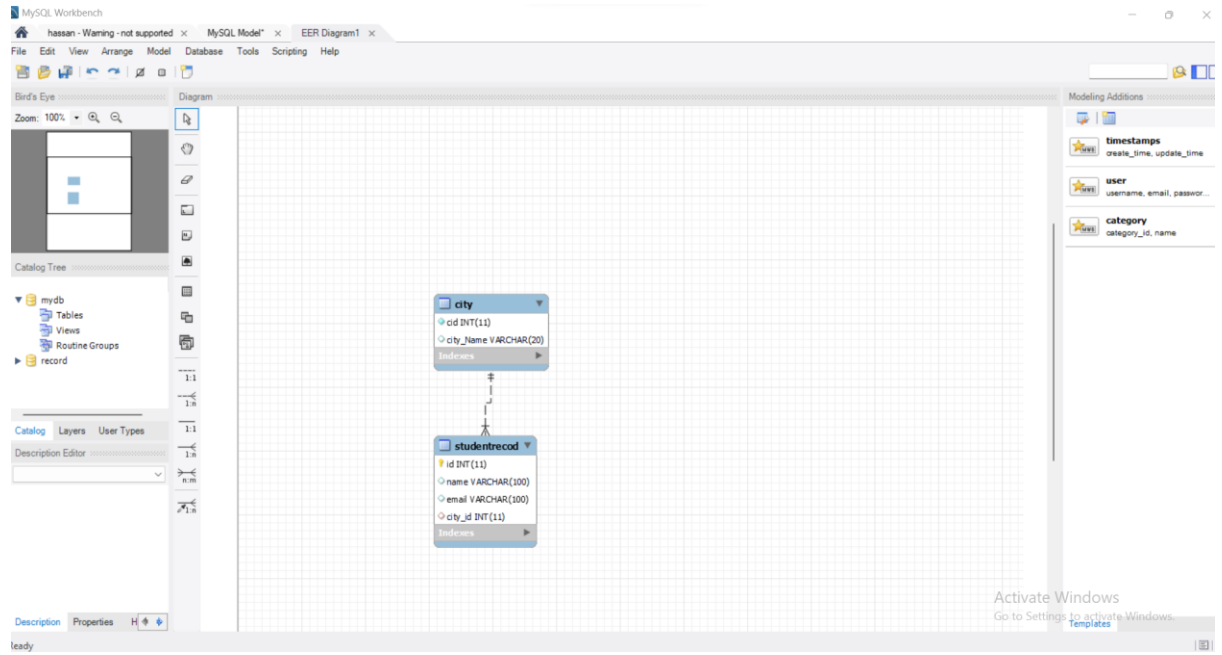 MySQL Workbench
hassan - Warning - not supported × MySQL Model* × EER Diagram1 ×
File Edit View Arrange Model Database Tools Scripting Help
Bird's Eye
Diagram
Modeling Additions
Zoom: 100%
timestamps
create_time, update_time
user
username, email, passwor...
category
category_id, name
Catalog Tree
mydb
Tables
Views
Routine Groups
record
Catalog Layers User Types
Description Editor
1:1
1:n
1:1
1:n
n:m
1:n
city
cid INT(11)
city_Name VARCHAR(20)
Indexes
studentrecod
id INT(11)
name VARCHAR(100)
email VARCHAR(100)
city_id INT(11)
Indexes
Activate Windows
Go to Settings to activate Windows.
Templates
Description Properties H
Ready